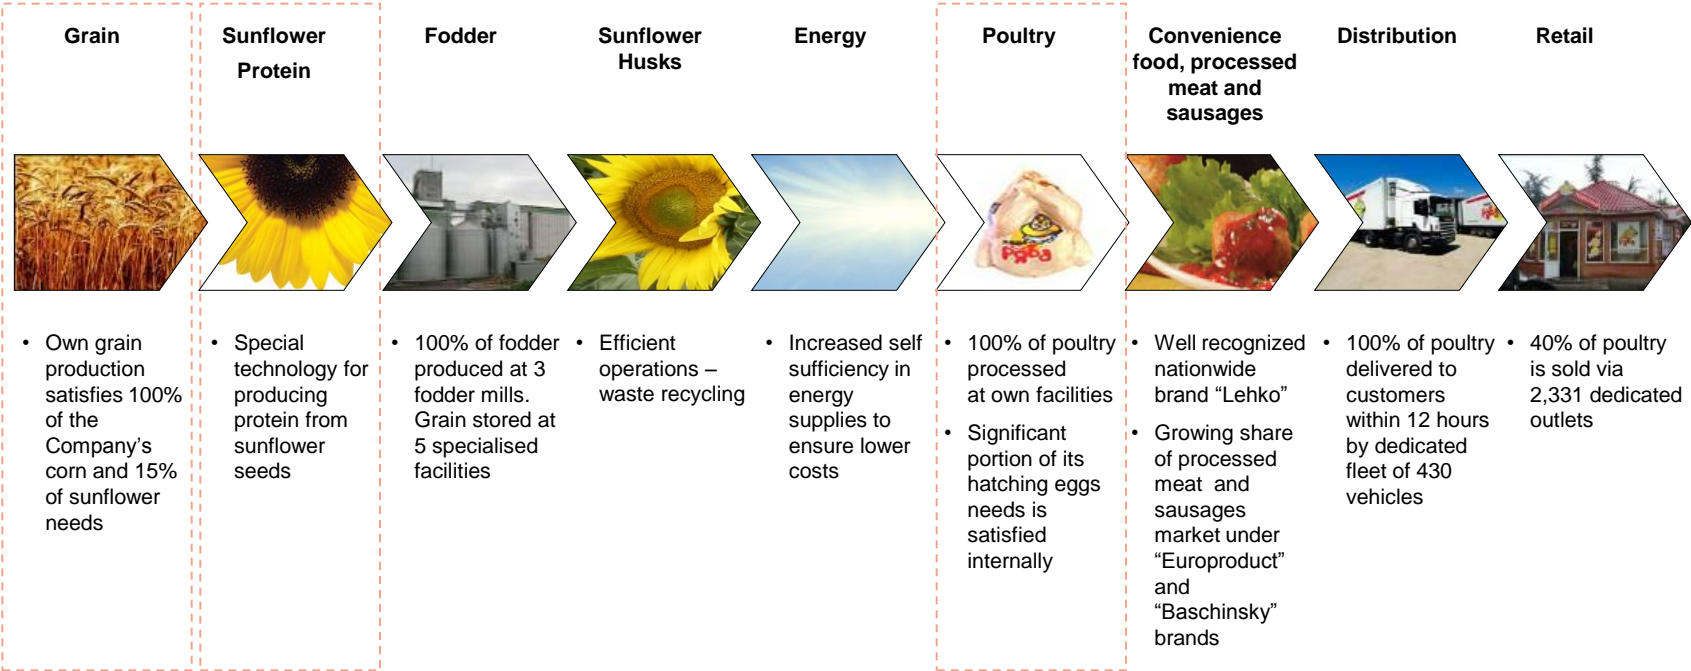 Grain
Sunflower
Protein
Fodder
Sunflower
Husks
Energy
Poultry
Convenience
food, processed
meat and
sausages
Distribution
Retail
Ряба
• Own grain
production
satisfies 100%
of the
Company’s
corn and 15%
of sunflower
needs
• Special
technology for
producing
protein from
sunflower
seeds
• 100% of fodder
produced at 3
fodder mills.
Grain stored at
5 specialised
facilities
• Efficient
operations –
waste recycling
• Increased self
sufficiency in
energy
supplies to
ensure lower
costs
• 100% of poultry
processed
at own facilities
• Significant
portion of its
hatching eggs
needs is
satisfied
internally
• Well recognized
nationwide
brand “Lehko”
• Growing share
of processed
meat and
sausages
market under
“Europroduct”
and
“Baschinsky”
brands
• 100% of poultry
delivered to
customers
within 12 hours
by dedicated
fleet of 430
vehicles
• 40% of poultry
is sold via
2,331 dedicated
outlets